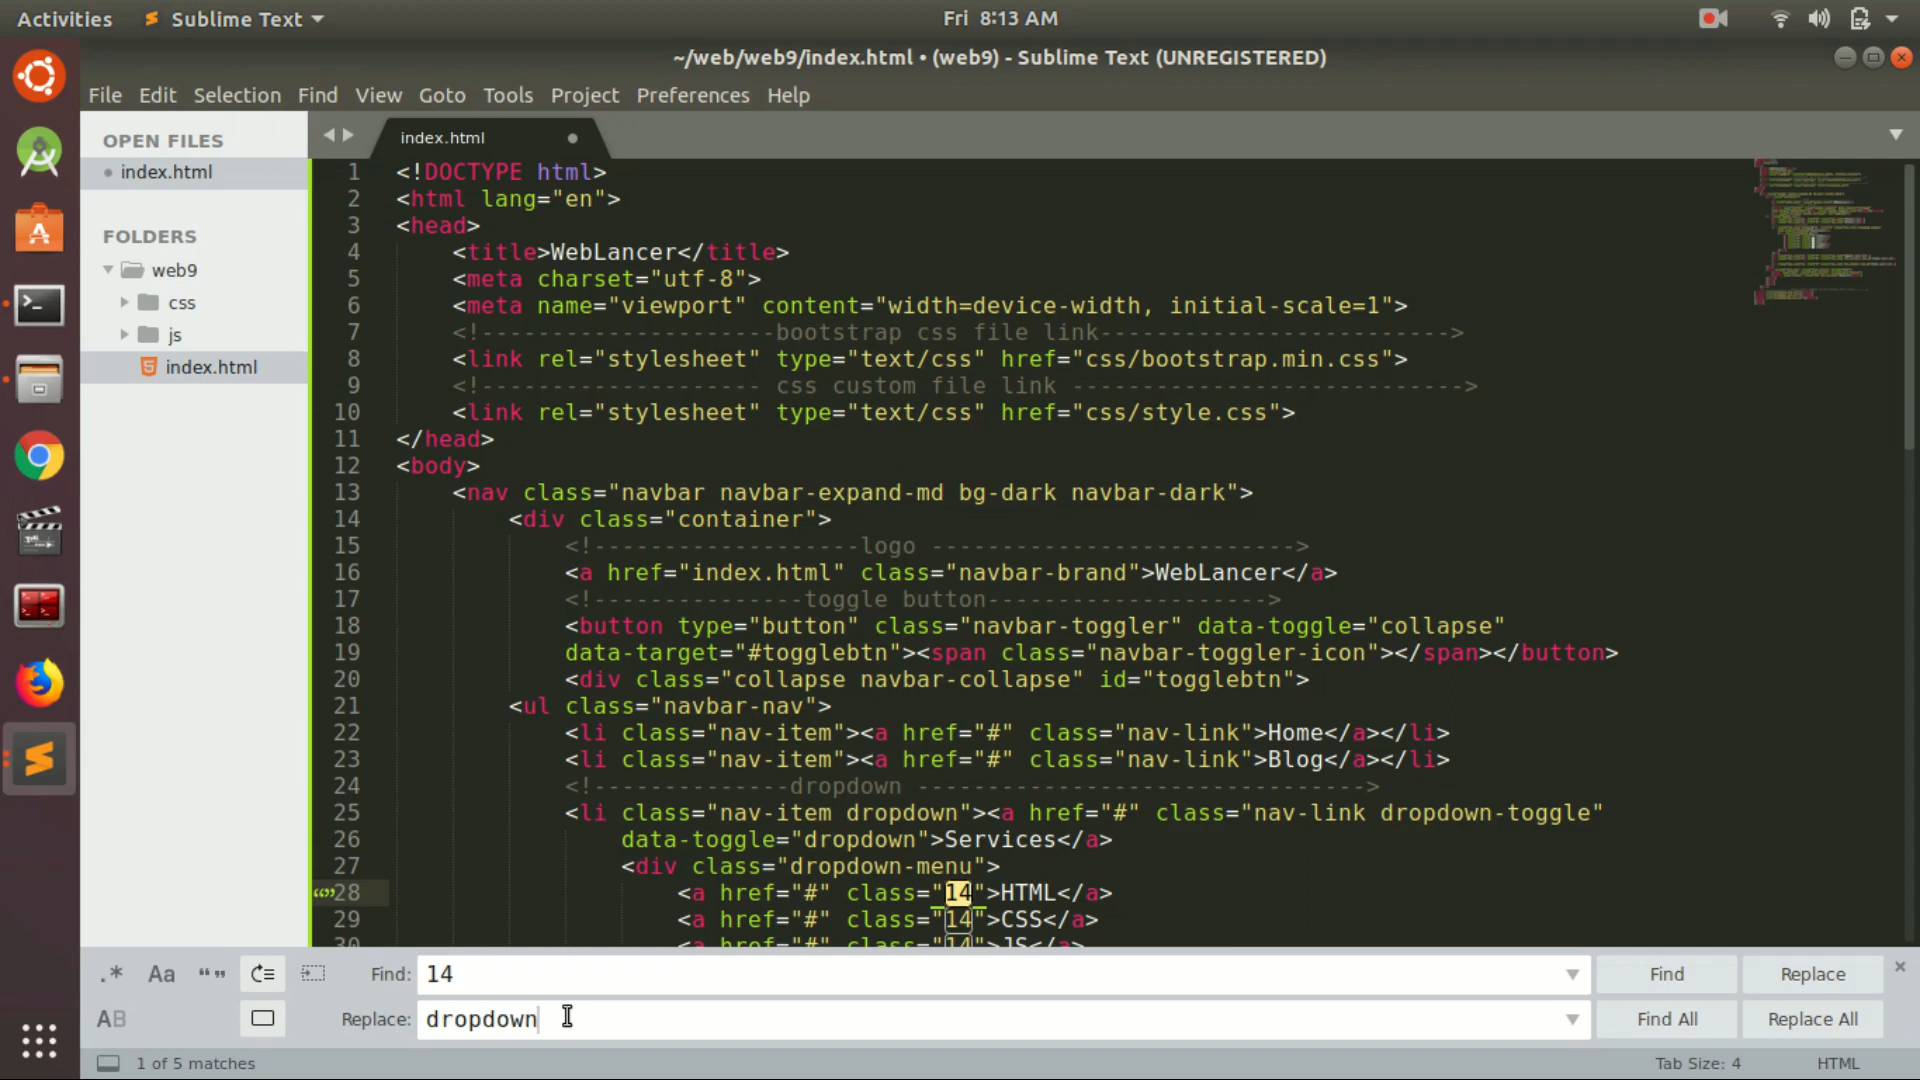 Activities Sublime Text Fri 8:13 AM
~/web/web9/index.html • (web9) - Sublime Text (UNREGISTERED)
File Edit Selection Find View Goto Tools Project Preferences Help
OPEN FILES
index.html
FOLDERS
web9
css
js
index.html
index.html
1 <!DOCTYPE html>
2 <html lang="en">
3 <head>
4 <title>WebLancer</title>
5 <meta charset="utf-8">
6 <meta name="viewport" content="width=device-width, initial-scale=1">
7 <!---------------------bootstrap css file link------------------------->
8 <link rel="stylesheet" type="text/css" href="css/bootstrap.min.css">
9 <!-------------------- css custom file link ---------------------------->
10 <link rel="stylesheet" type="text/css" href="css/style.css">
11 </head>
12 <body>
13 <nav class="navbar navbar-expand-md bg-dark navbar-dark">
14 <div class="container">
15 <!-------------------logo -------------------------->
16 <a href="index.html" class="navbar-brand">WebLancer</a>
17 <!---------------toggle button-------------------->
18 <button type="button" class="navbar-toggler" data-toggle="collapse"
19 data-target="#togglebtn"><span class="navbar-toggler-icon"></span></button>
20 <div class="collapse navbar-collapse" id="togglebtn">
21 <ul class="navbar-nav">
22 <li class="nav-item"><a href="#" class="nav-link">Home</a></li>
23 <li class="nav-item"><a href="#" class="nav-link">Blog</a></li>
24 <!--------------dropdown -------------------------------->
25 <li class="nav-item dropdown"><a href="#" class="nav-link dropdown-toggle"
26 data-toggle="dropdown">Services</a>
27 <div class="dropdown-menu">
28 <a href="#" class="14">HTML</a>
29 <a href="#" class="14">CSS</a>
30 <a href="#" class="14">JS</a>
.* Aa “ ” Find: 14 Find Replace
AB Replace: dropdown Find All Replace All
1 of 5 matches Tab Size: 4 HTML